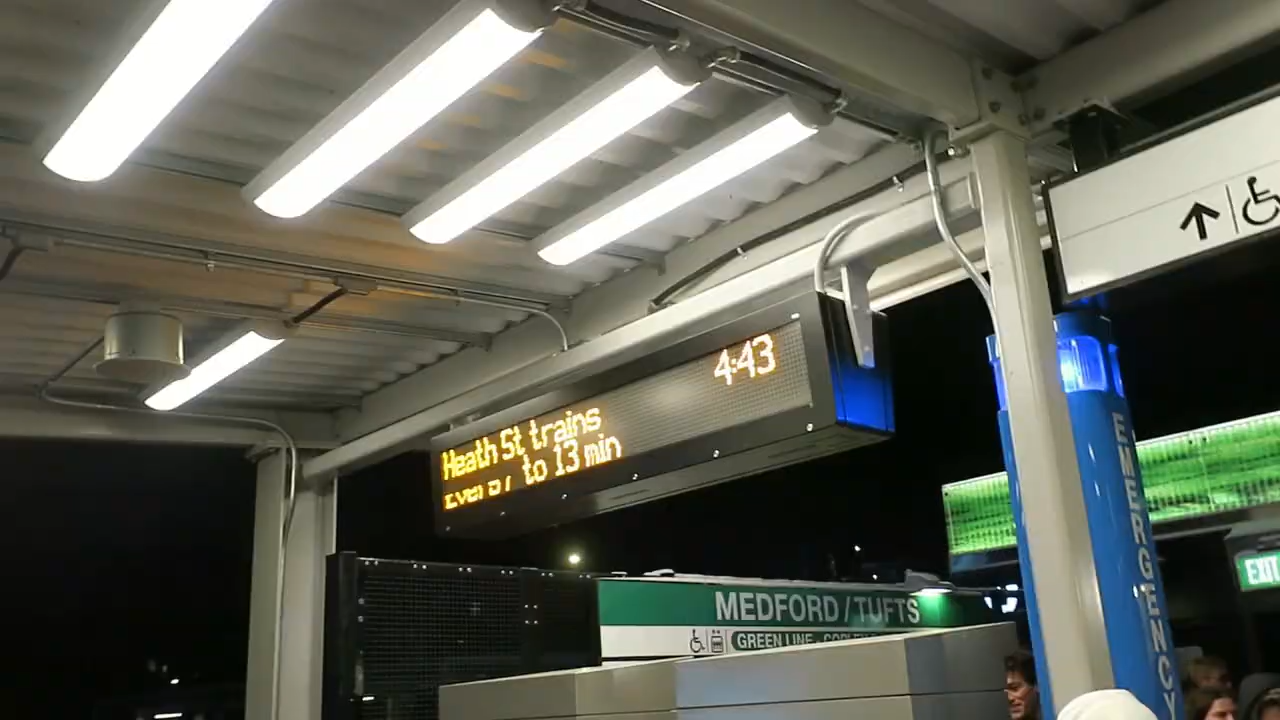 4:43
Heath St trains
to 13 min
MEDFORD/TUFTS
GREEN LINE -
EMERGENCY
EXIT